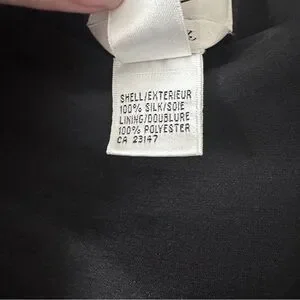 SHELL/EXTERIEUR
100% SILK/SOIE
LINING/DOUBLURE
100% POLYESTER
CA 23147